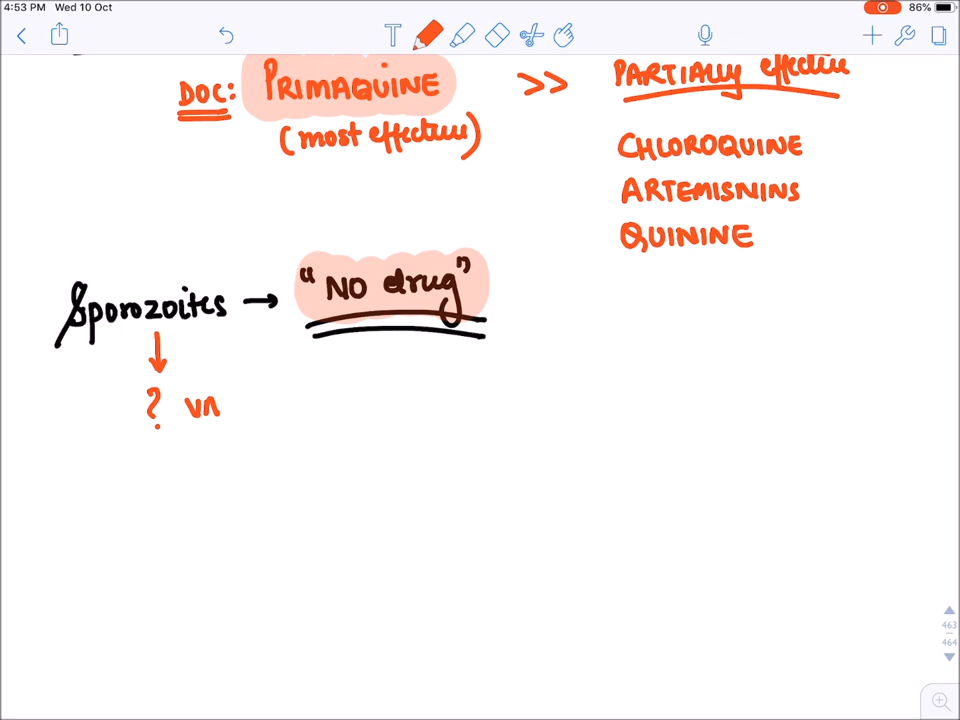 4:53 PM Wed 10 Oct 86%
T
DOC: PRIMAQUINE >> PARTIALLY effective
(most effective)
CHLOROQUINE
ARTEMISNINS
QUININE
Sporozoites → "NO drug"
↓
? va
463
464